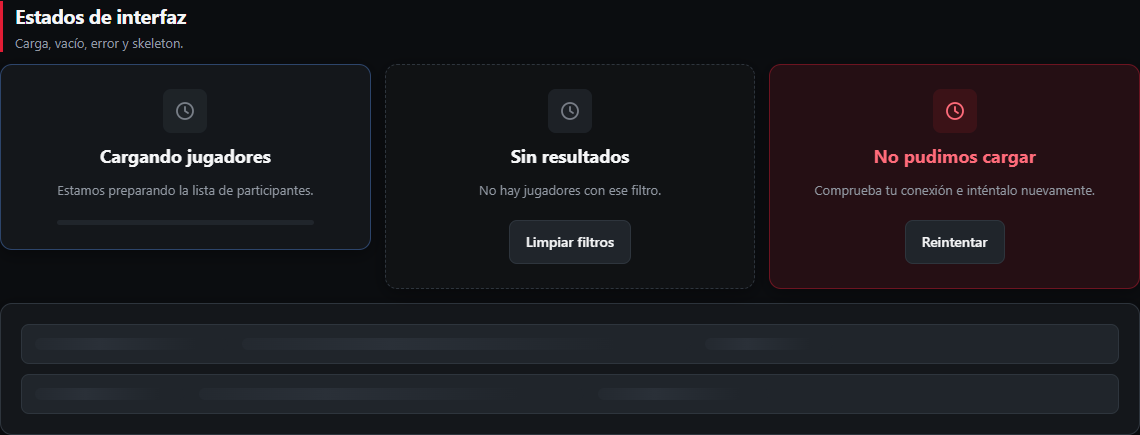 Estados de interfaz
Carga, vacío, error y skeleton.
Cargando jugadores
Estamos preparando la lista de participantes.
Sin resultados
No hay jugadores con ese filtro.
Limpiar filtros
No pudimos cargar
Comprueba tu conexión e inténtalo nuevamente.
Reintentar